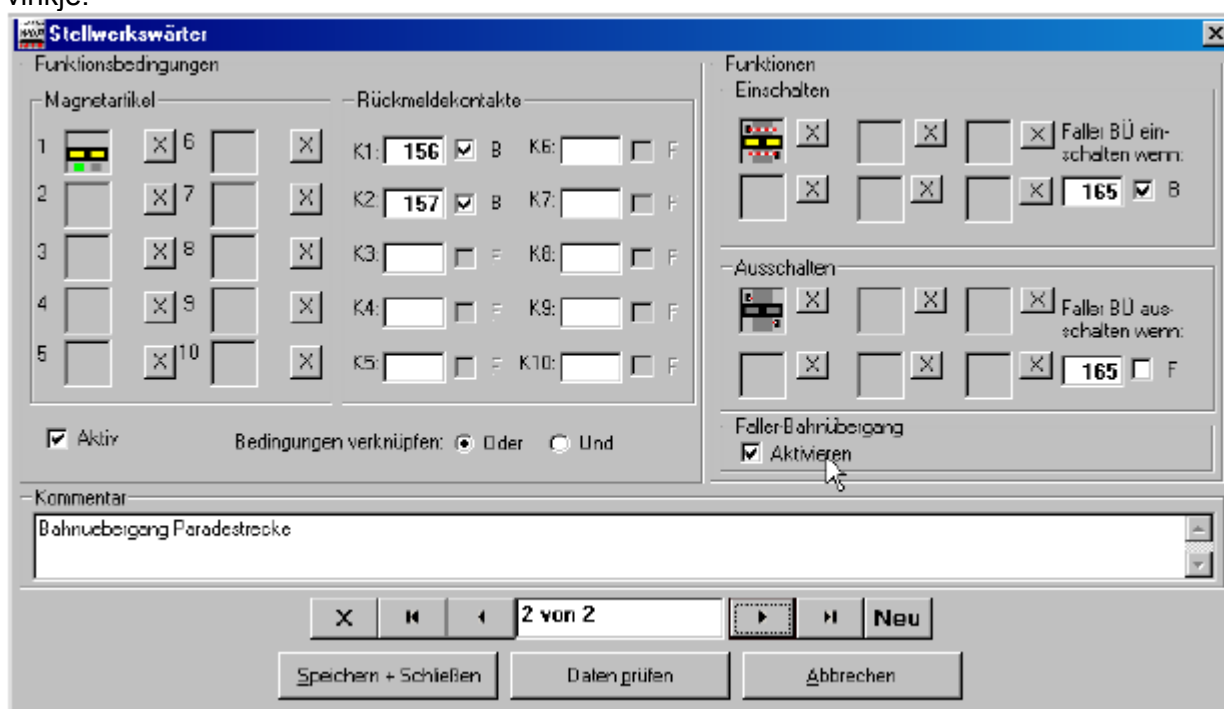 vinkje.
Stellwerkswärter
Funktionsbedingungen
Magnetartikel
1 X 6 X
2 X 7 X
3 X 8 X
4 X 9 X
5 X 10 X
Rückmeldekontakte
K1: 156 B K6: F
K2: 157 B K7: F
K3: F K8: F
K4: F K9: F
K5: F K10: F
Aktiv
Bedingungen verknüpfen: Oder Und
Funktionen
Einschalten
X X X Faller BÜ ein-
schalten wenn:
X X X 165 B
Ausschalten
X X X Faller BÜ aus-
schalten wenn:
X X X 165 F
Faller-Bahnübergang
Aktivieren
Kommentar
Bahnuebergang Paradestrecke
X 2 von 2 Neu
Speichern + Schließen Daten prüfen Abbrechen